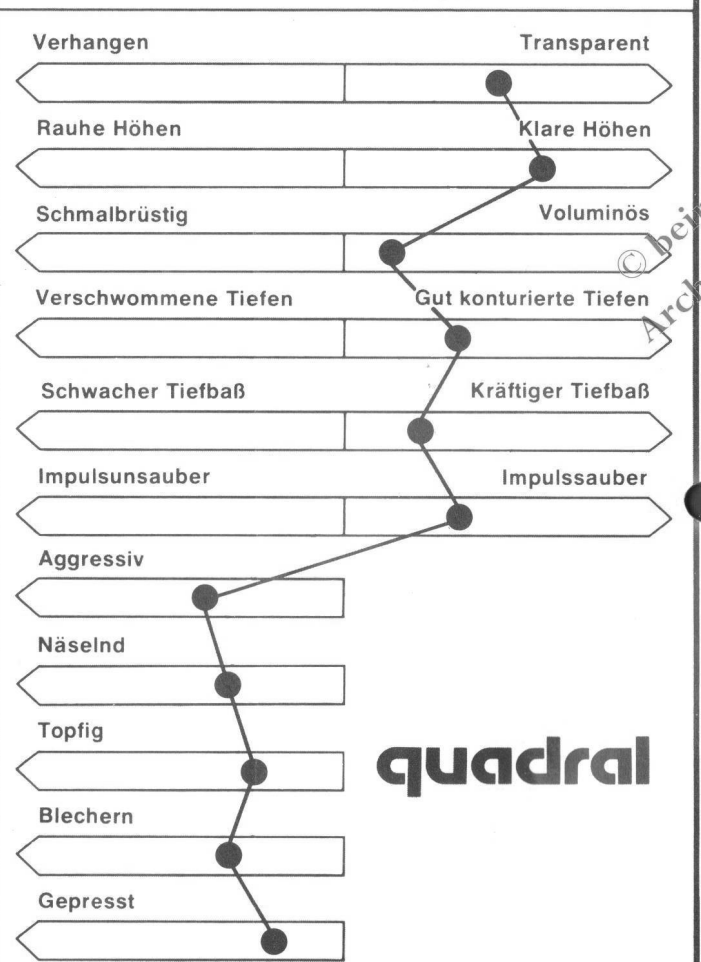 Verhangen Transparent
Rauhe Höhen Klare Höhen
Schmalbrüstig Voluminös
© beim
Verschwommene Tiefen Gut konturierte Tiefen
Schwacher Tiefbaß Kräftiger Tiefbaß
Impulsunsauber Impulssauber
Aggressiv
Näselnd
Topfig
quadral
Blechern
Gepresst